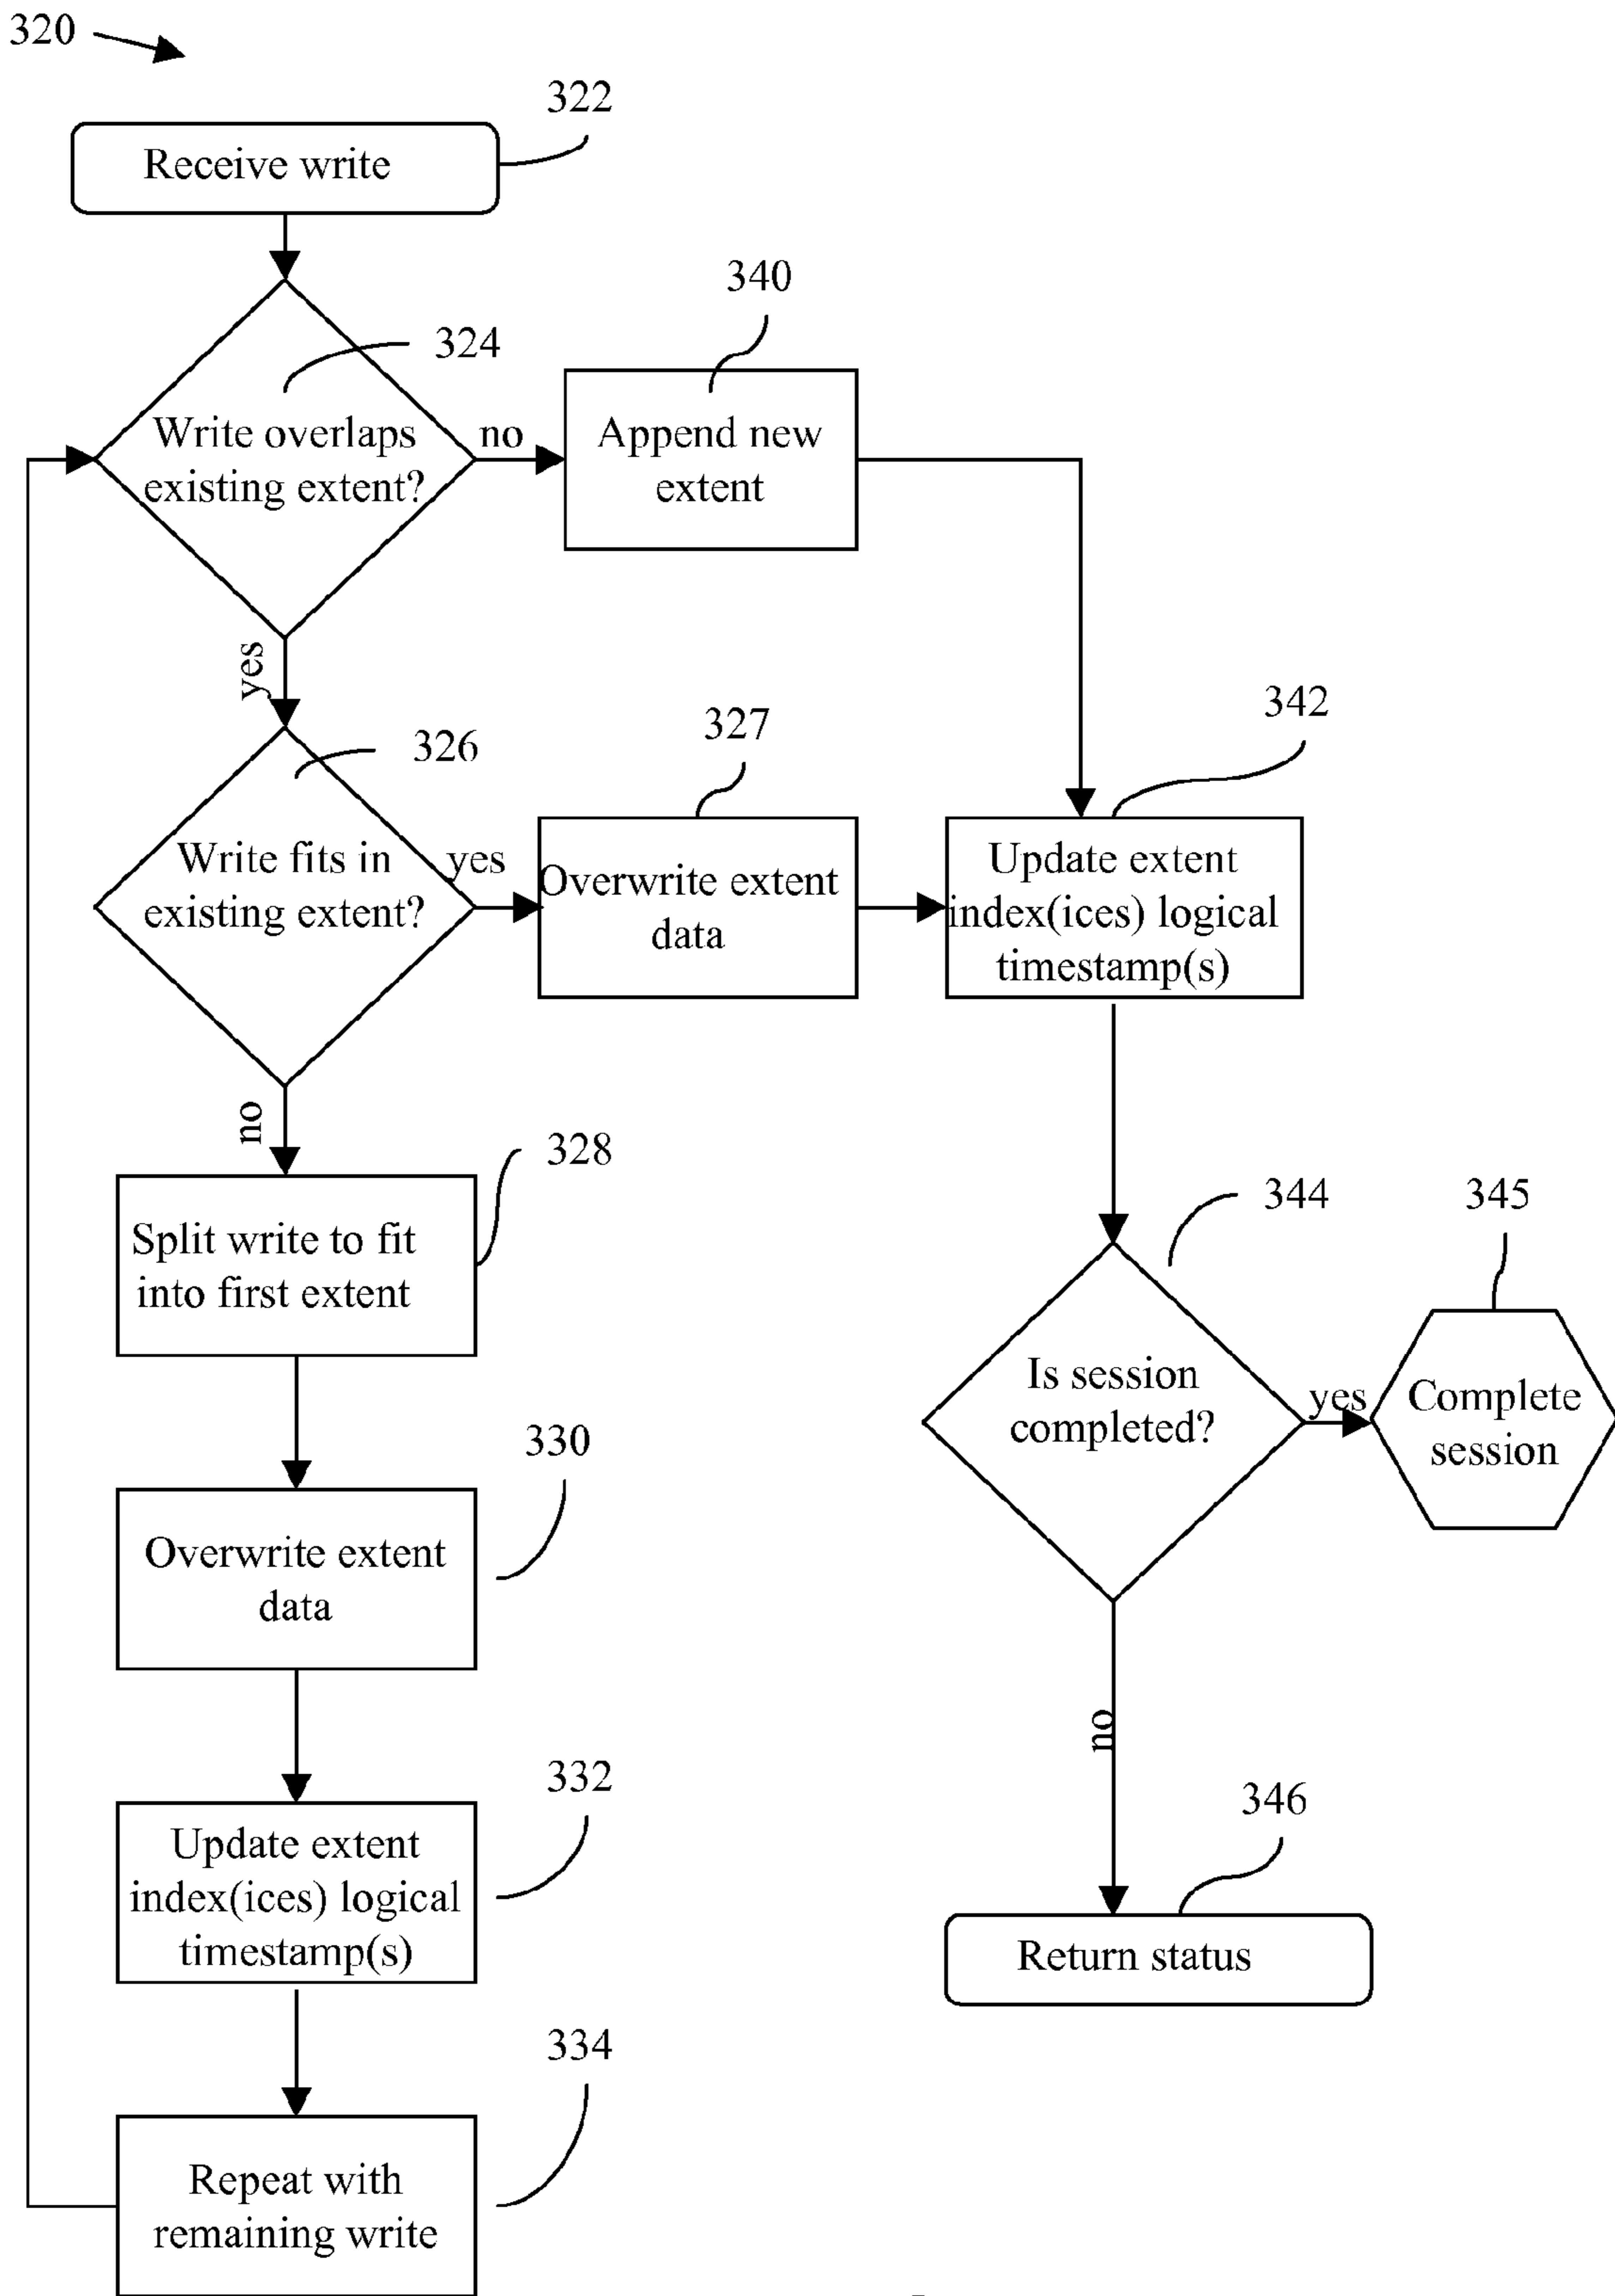 320
322
Receive write
340
324
Write overlaps
existing extent?
no
Append new
extent
yes
342
327
326
Write fits in
existing extent?
yes
Overwrite extent
data
Update extent
index(ices) logical
timestamp(s)
no
328
344
345
Split write to fit
into first extent
Is session
completed?
yes
Complete
session
330
Overwrite extent
data
no
332
346
Update extent
index(ices) logical
timestamp(s)
Return status
334
Repeat with
remaining write